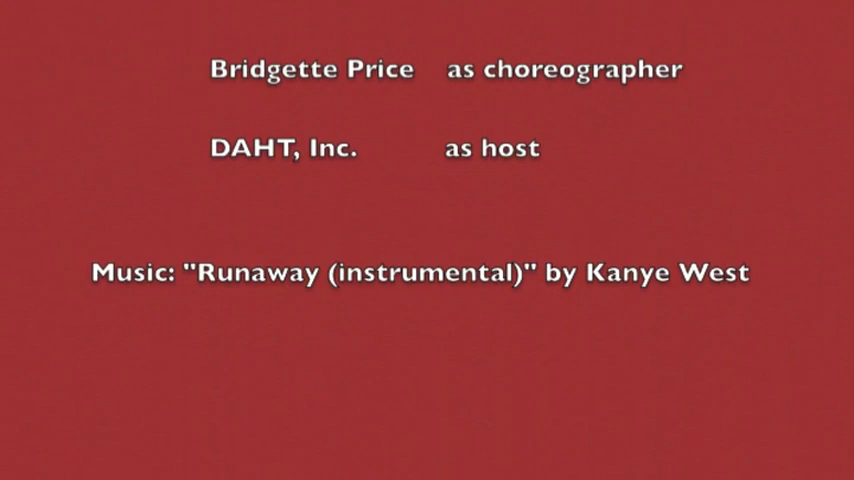 Bridgette Price as choreographer
DAHT, Inc. as host
Music: "Runaway (instrumental)" by Kanye West